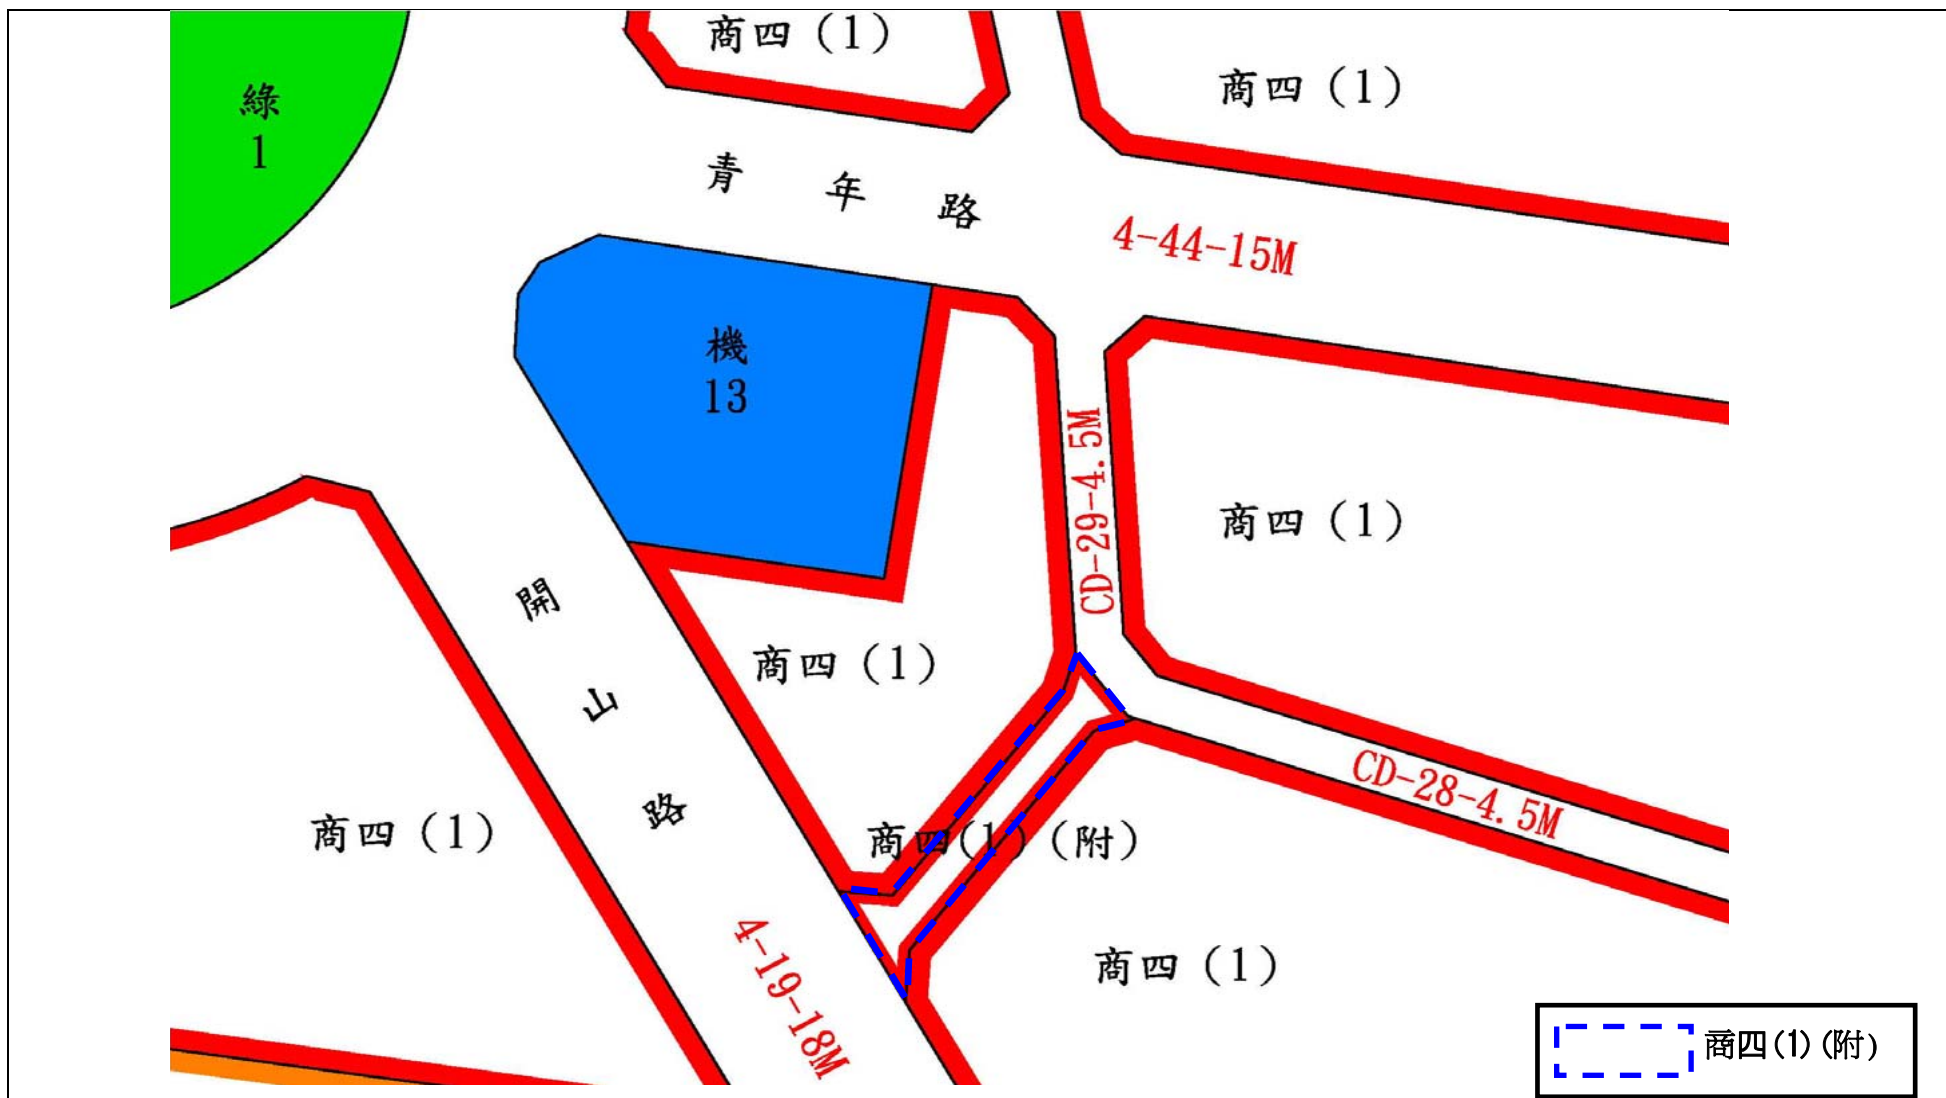 商四(1)
商四(1)
綠
1
青年路
4-44-15M
機
13
CD-29-4.5M
商四(1)
開山路
商四(1)
CD-28-4.5M
商四(1)
商四(1)(附)
商四(1)
4-19-18M
商四(1)(附)